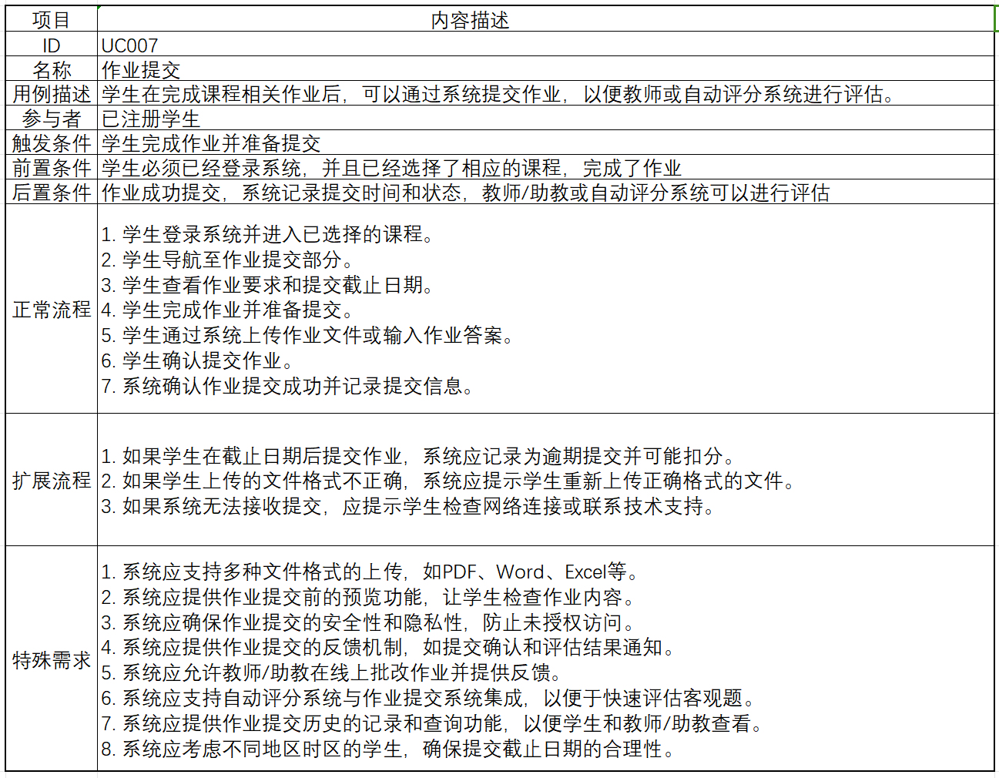 项目 内容描述
ID UC007
名称 作业提交
用例描述 学生在完成课程相关作业后，可以通过系统提交作业，以便教师或自动评分系统进行评估。
参与者 已注册学生
触发条件 学生完成作业并准备提交
前置条件 学生必须已经登录系统，并且已经选择了相应的课程，完成了作业
后置条件 作业成功提交，系统记录提交时间和状态，教师/助教或自动评分系统可以进行评估
正常流程
1. 学生登录系统并进入已选择的课程。
2. 学生导航至作业提交部分。
3. 学生查看作业要求和提交截止日期。
4. 学生完成作业并准备提交。
5. 学生通过系统上传作业文件或输入作业答案。
6. 学生确认提交作业。
7. 系统确认作业提交成功并记录提交信息。
扩展流程
1. 如果学生在截止日期后提交作业，系统应记录为逾期提交并可能扣分。
2. 如果学生上传的文件格式不正确，系统应提示学生重新上传正确格式的文件。
3. 如果系统无法接收提交，应提示学生检查网络连接或联系技术支持。
特殊需求
1. 系统应支持多种文件格式的上传，如PDF、Word、Excel等。
2. 系统应提供作业提交前的预览功能，让学生检查作业内容。
3. 系统应确保作业提交的安全性和隐私性，防止未授权访问。
4. 系统应提供作业提交的反馈机制，如提交确认和评估结果通知。
5. 系统应允许教师/助教在线上批改作业并提供反馈。
6. 系统应支持自动评分系统与作业提交系统集成，以便于快速评估客观题。
7. 系统应提供作业提交历史的记录和查询功能，以便学生和教师/助教查看。
8. 系统应考虑不同地区时区的学生，确保提交截止日期的合理性。